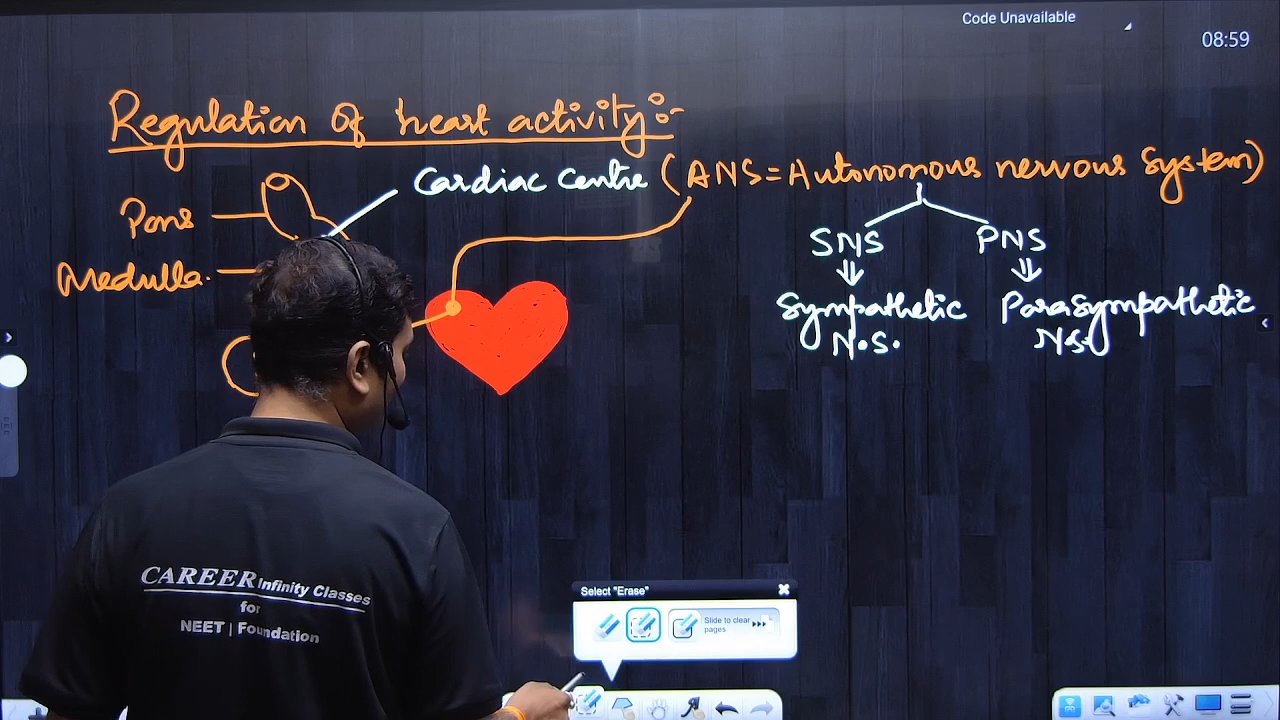 Code Unavailable
08:59
Regulation of heart activity:-
Cardiac Centre (ANS = Autonomous nervous System)
Pons
SNS PNS
Medulla
Sympathetic Parasympathetic
N.S. N.S.
CAREER Infinity Classes
for
NEET | Foundation
Select "Erase"
Slide to clear
pages